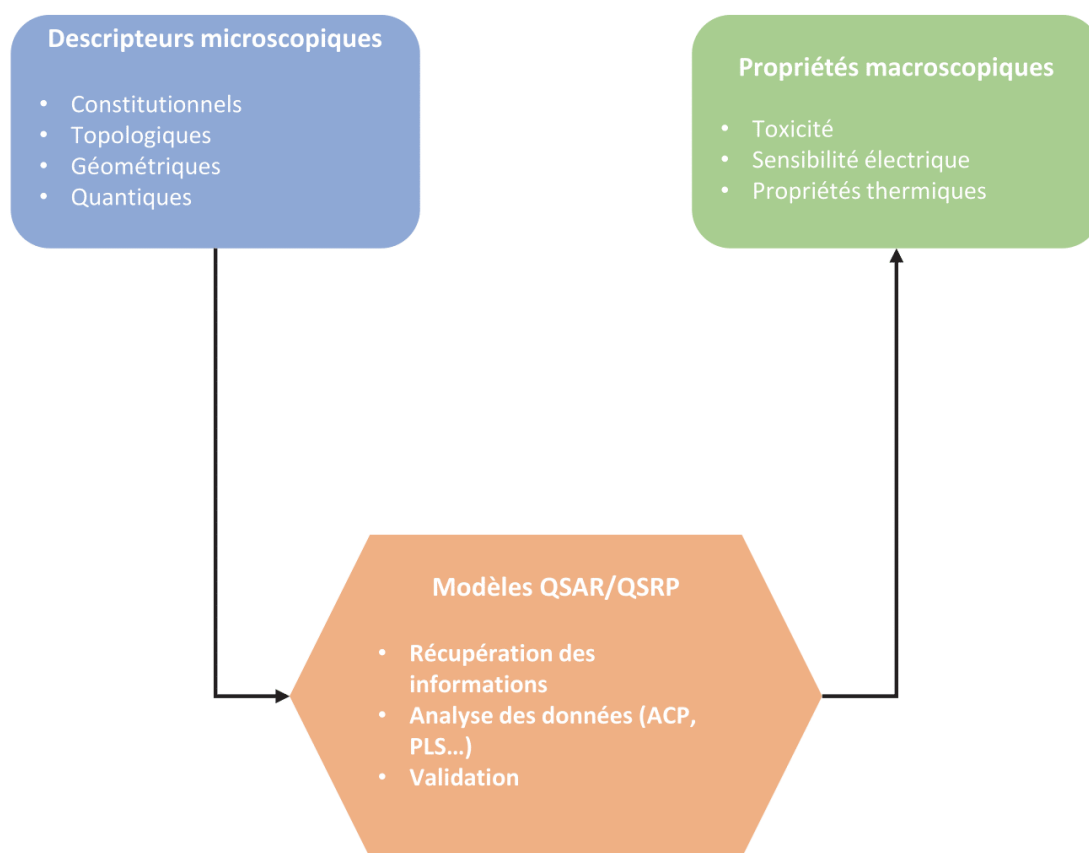 Descripteurs microscopiques
• Constitutionnels
• Topologiques
• Géométriques
• Quantiques
Propriétés macroscopiques
• Toxicité
• Sensibilité électrique
• Propriétés thermiques
Modèles QSAR/QSRP
• Récupération des
informations
• Analyse des données (ACP,
PLS...)
• Validation